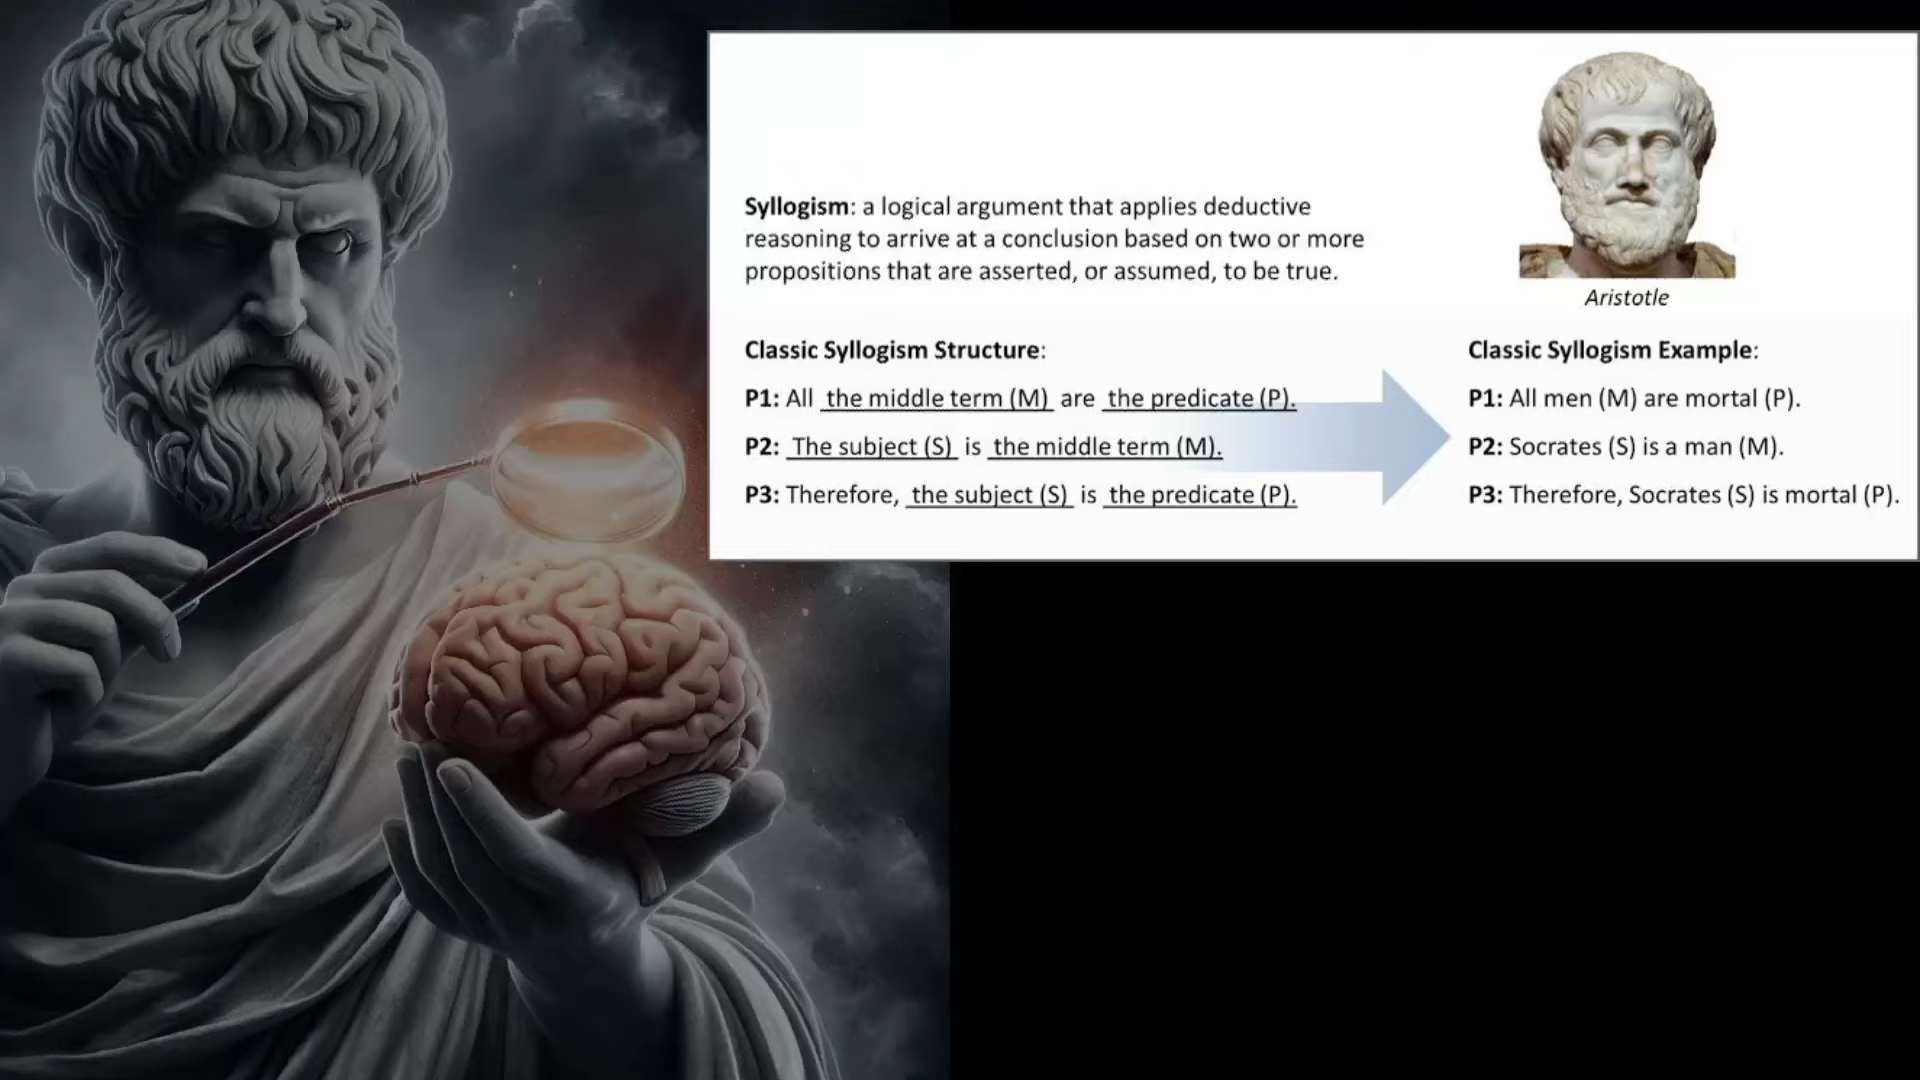 Syllogism: a logical argument that applies deductive
reasoning to arrive at a conclusion based on two or more
propositions that are asserted, or assumed, to be true.
Aristotle
Classic Syllogism Structure:
P1: All the middle term (M) are the predicate (P).
P2: The subject (S) is the middle term (M).
P3: Therefore, the subject (S) is the predicate (P).
Classic Syllogism Example:
P1: All men (M) are mortal (P).
P2: Socrates (S) is a man (M).
P3: Therefore, Socrates (S) is mortal (P).